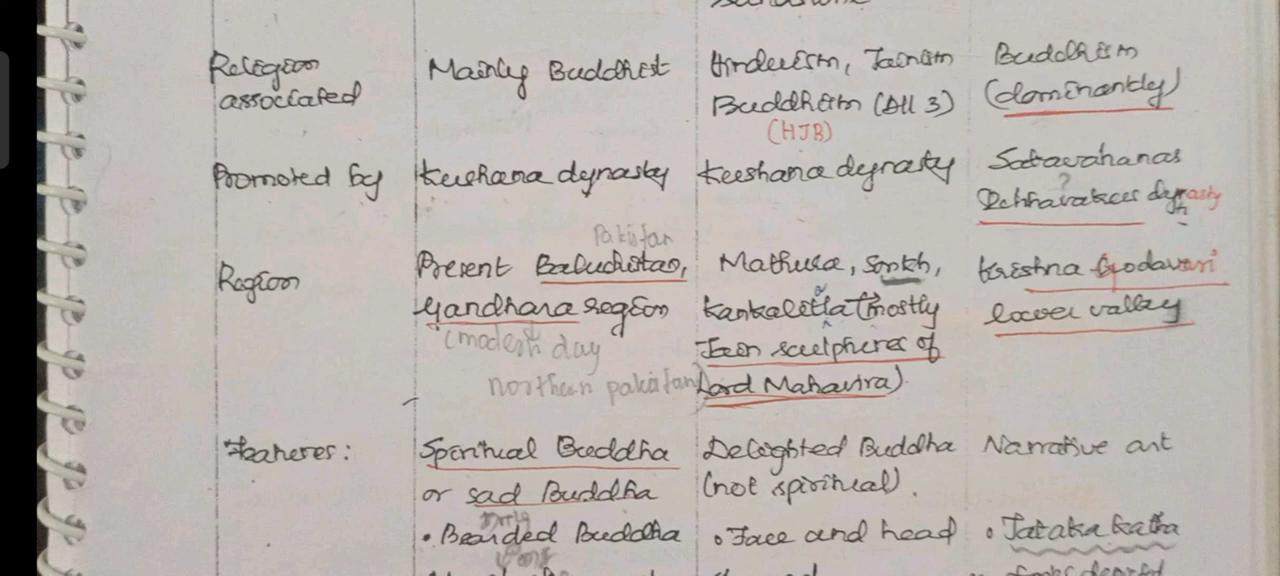 Religion associated
Mainly Buddhist
Hinduism, Jainism
Buddhism (All 3)
(HJB)
Buddhism
(dominantly)
Promoted by
Kushana dynasty
Kushana dynasty
Satavahanas
?
Ikshavakus dynasty
Region
Pakistan
Present Baluchistan,
Gandhara region
(modern day
northern pakistan)
Mathura, Sonkh,
Kankalitila (mostly
Jain sculptures of
Lord Mahavira).
Krishna Godavari
lower valley
Features:
Spiritual Buddha
or sad Buddha
• Bearded Buddha
Delighted Buddha
(not spiritual).
• Face and head
Narrative art
• Jataka katha